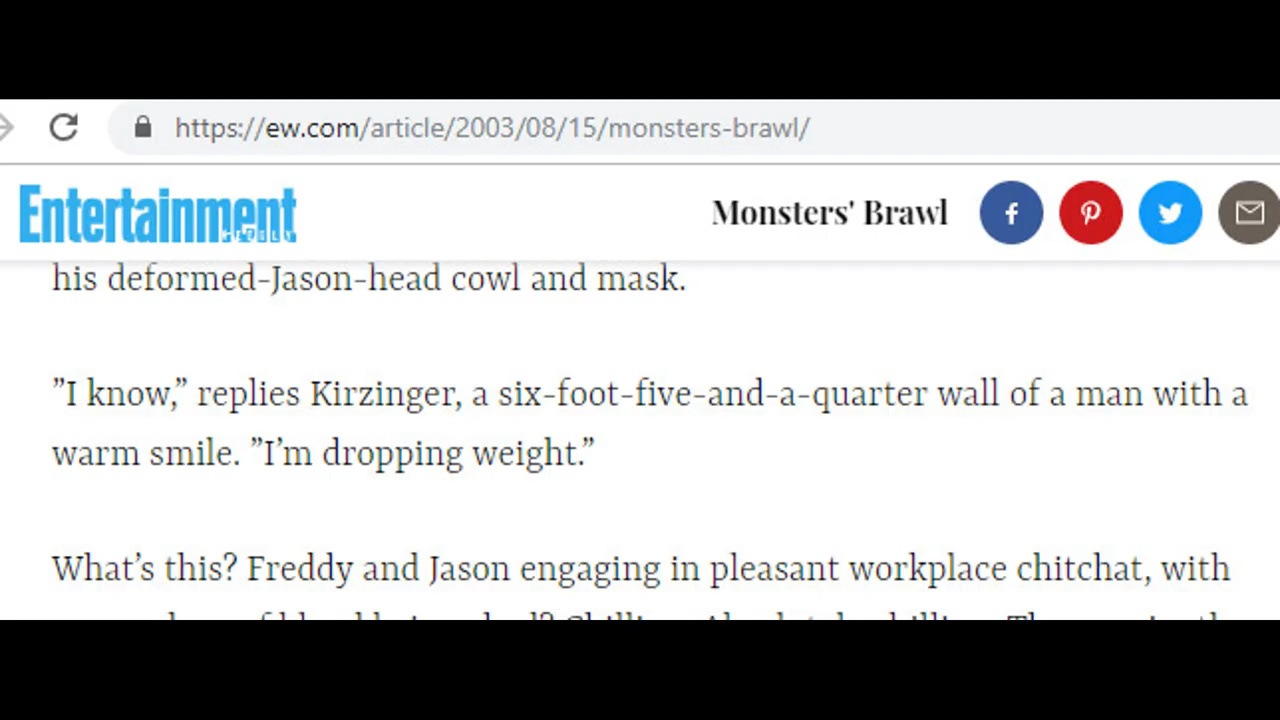 https://ew.com/article/2003/08/15/monsters-brawl/
Entertainment
WEEKLY
Monsters' Brawl
his deformed-Jason-head cowl and mask.
”I know,” replies Kirzinger, a six-foot-five-and-a-quarter wall of a man with a
warm smile. ”I’m dropping weight.”
What’s this? Freddy and Jason engaging in pleasant workplace chitchat, with